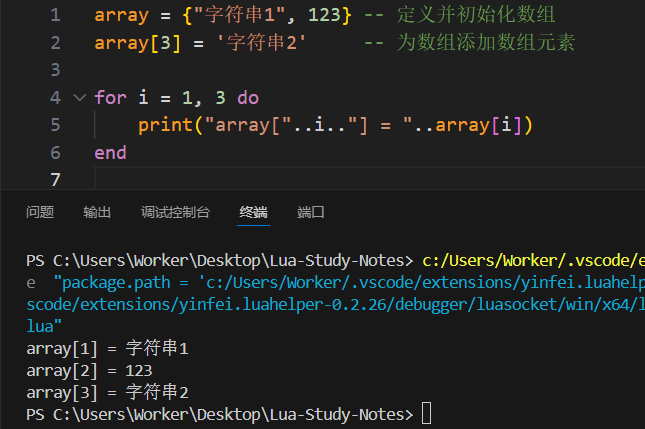 1 array = {"字符串1", 123} -- 定义并初始化数组
2 array[3] = '字符串2'     -- 为数组添加数组元素
3
4 for i = 1, 3 do
5     print("array["..i.."] = "..array[i])
6 end
7
问题 输出 调试控制台 终端 端口
PS C:\Users\Worker\Desktop\Lua-Study-Notes> c:/Users/Worker/.vscode/e
e  "package.path = 'c:/Users/Worker/.vscode/extensions/yinfei.luahelp
scode/extensions/yinfei.luahelper-0.2.26/debugger/luasocket/win/x64/l
lua"
array[1] = 字符串1
array[2] = 123
array[3] = 字符串2
PS C:\Users\Worker\Desktop\Lua-Study-Notes>